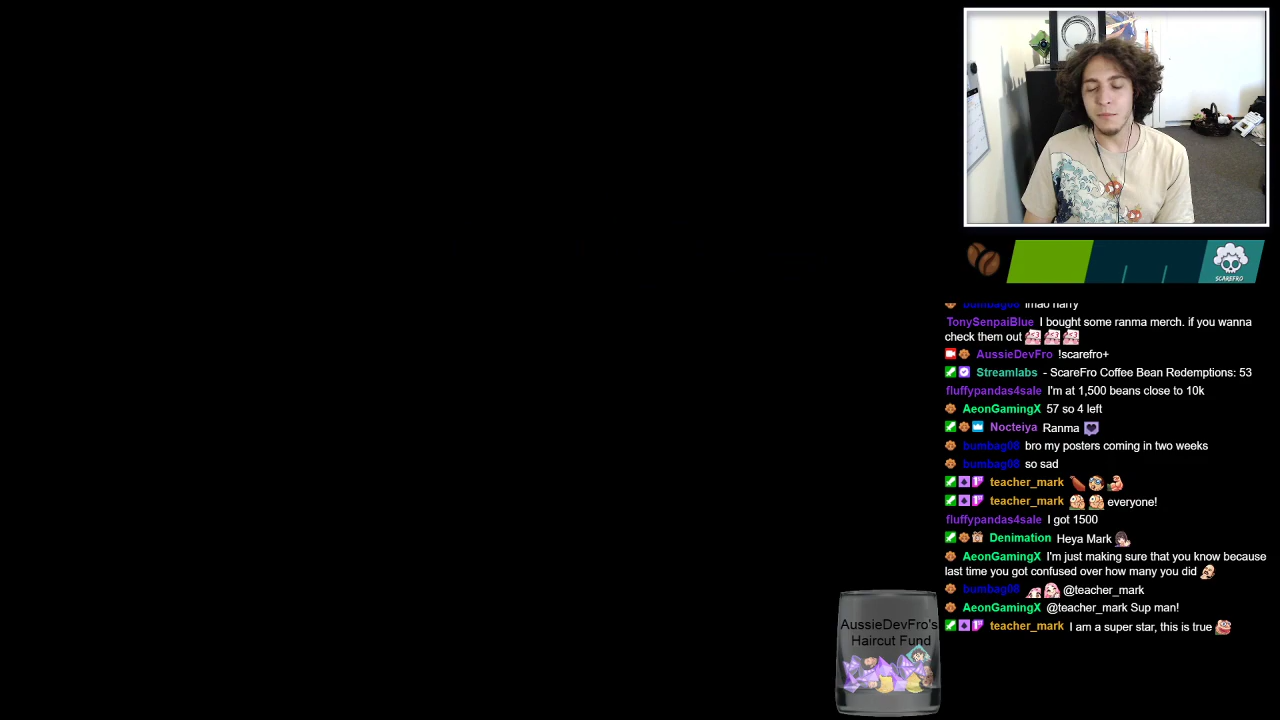 SCAREFRO
bumbag08 lmao harry
TonySenpaiBlue I bought some ranma merch. if you wanna
check them out
AussieDevFro !scarefro+
Streamlabs - ScareFro Coffee Bean Redemptions: 53
fluffypandas4sale I'm at 1,500 beans close to 10k
AeonGamingX 57 so 4 left
Nocteiya Ranma
bumbag08 bro my posters coming in two weeks
bumbag08 so sad
teacher_mark
teacher_mark everyone!
fluffypandas4sale I got 1500
Denimation Heya Mark
AeonGamingX I'm just making sure that you know because
last time you got confused over how many you did
bumbag08 @teacher_mark
AeonGamingX @teacher_mark Sup man!
teacher_mark I am a super star, this is true
AussieDevFro's
Haircut Fund